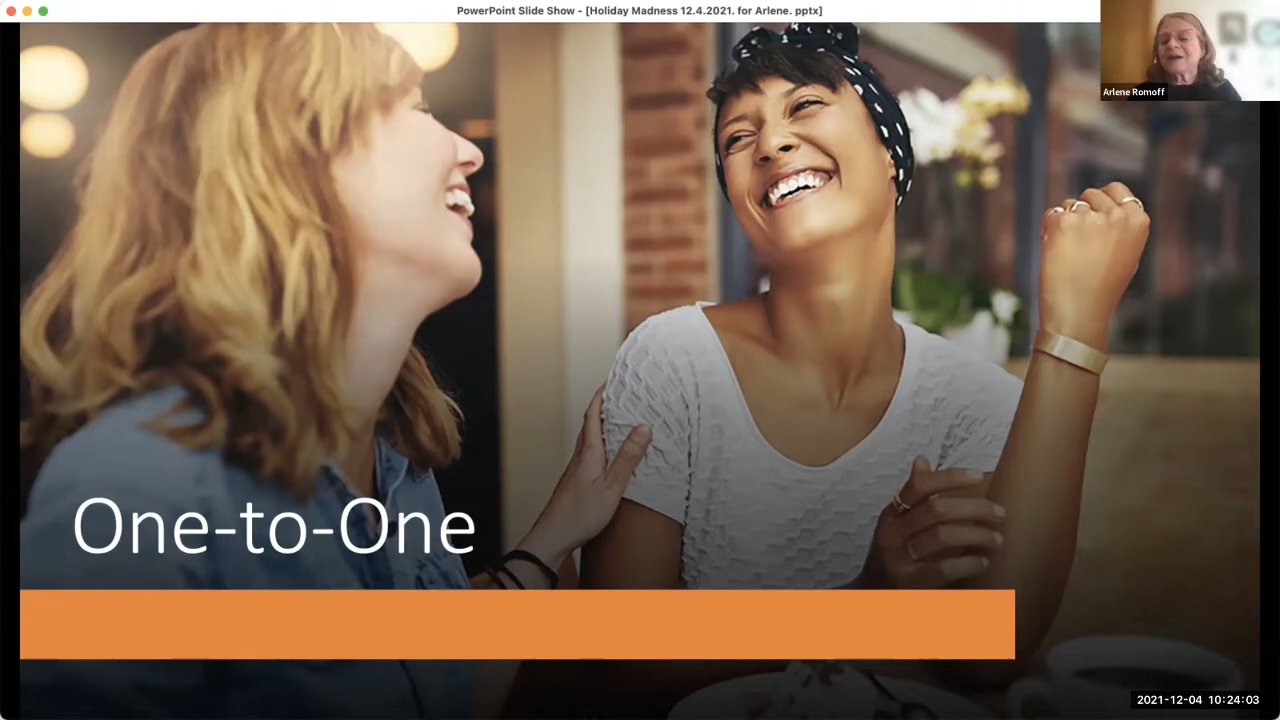 PowerPoint Slide Show - [Holiday Madness 12.4.2021. for Arlene. pptx]
Arlene Romoff
One-to-One
2021-12-04 10:24:03